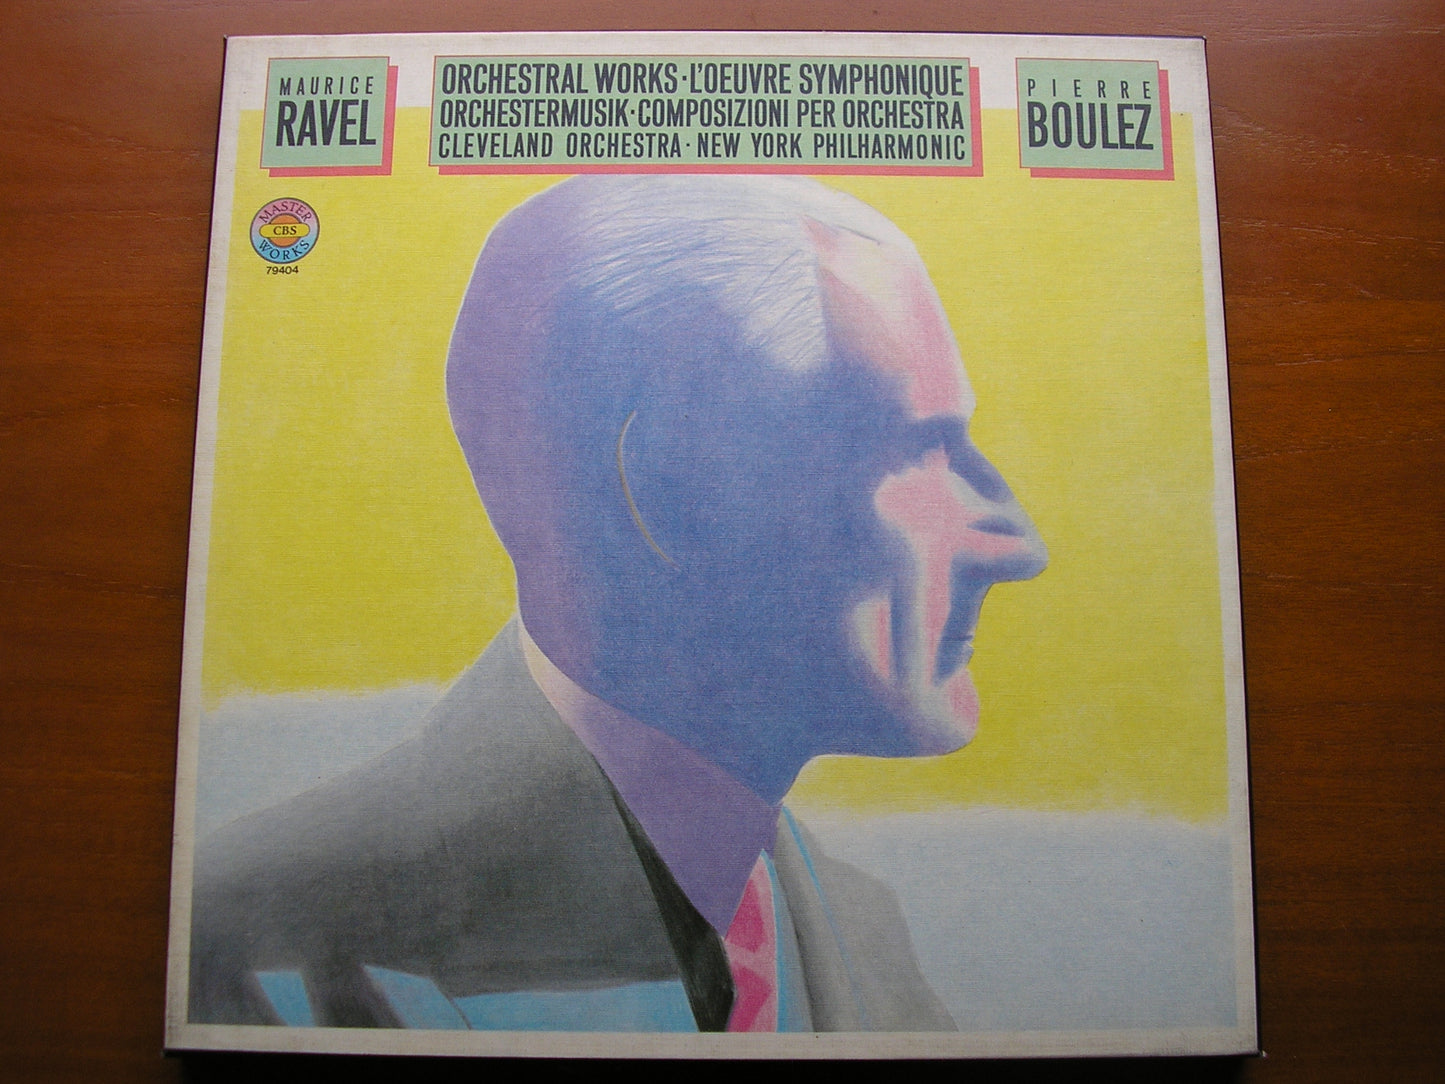 MAURICE
RAVEL
ORCHESTRAL WORKS·L'OEUVRE SYMPHONIQUE
ORCHESTERMUSIK·COMPOSIZIONI PER ORCHESTRA
CLEVELAND ORCHESTRA·NEW YORK PHILHARMONIC
PIERRE
BOULEZ
MASTER
CBS
WORKS
79404